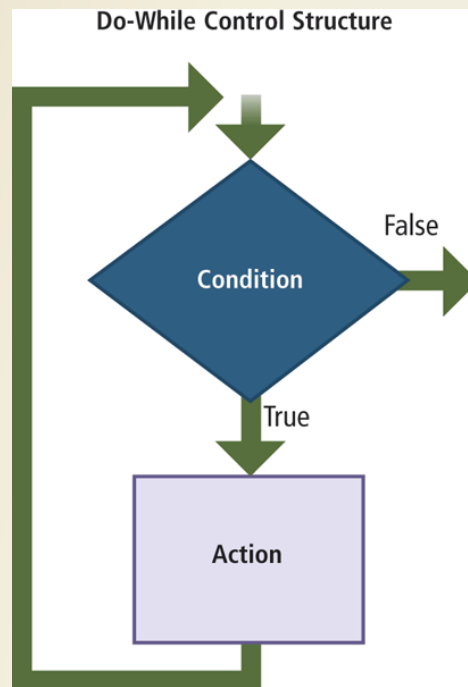 Do-While Control Structure
False
Condition
True
Action